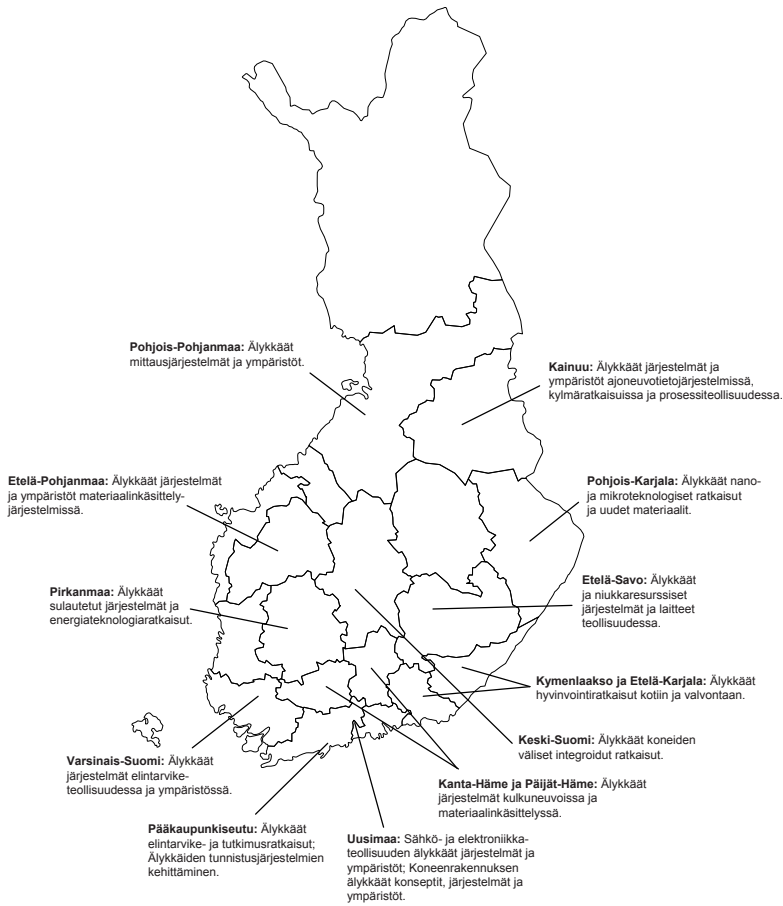 Pohjois-Pohjanmaa: Älykkäät
mittausjärjestelmät ja ympäristöt.
Kainuu: Älykkäät järjestelmät ja
ympäristöt ajoneuvotietojärjestelmissä,
kylmäratkaisuissa ja prosessiteollisuudessa.
Etelä-Pohjanmaa: Älykkäät järjestelmät
ja ympäristöt materiaalinkäsittely-
järjestelmissä.
Pohjois-Karjala: Älykkäät nano-
ja mikroteknologiset ratkaisut
ja uudet materiaalit.
Pirkanmaa: Älykkäät
sulautetut järjestelmät ja
energiateknologiaratkaisut.
Etelä-Savo: Älykkäät
ja niukkaresurssiset
järjestelmät ja laitteet
teollisuudessa.
Kymenlaakso ja Etelä-Karjala: Älykkäät
hyvinvointiratkaisut kotiin ja valvontaan.
Keski-Suomi: Älykkäät koneiden
väliset integroidut ratkaisut.
Varsinais-Suomi: Älykkäät
järjestelmät elintarvike-
teollisuudessa ja ympäristössä.
Kanta-Häme ja Päijät-Häme: Älykkäät
järjestelmät kulkuneuvoissa ja
materiaalinkäsittelyssä.
Pääkaupunkiseutu: Älykkäät
elintarvike- ja tutkimusratkaisut;
Älykkäiden tunnistusjärjestelmien
kehittäminen.
Uusimaa: Sähkö- ja elektroniikka-
teollisuuden älykkäät järjestelmät ja
ympäristöt; Koneenrakennuksen
älykkäät konseptit, järjestelmät ja
ympäristöt.